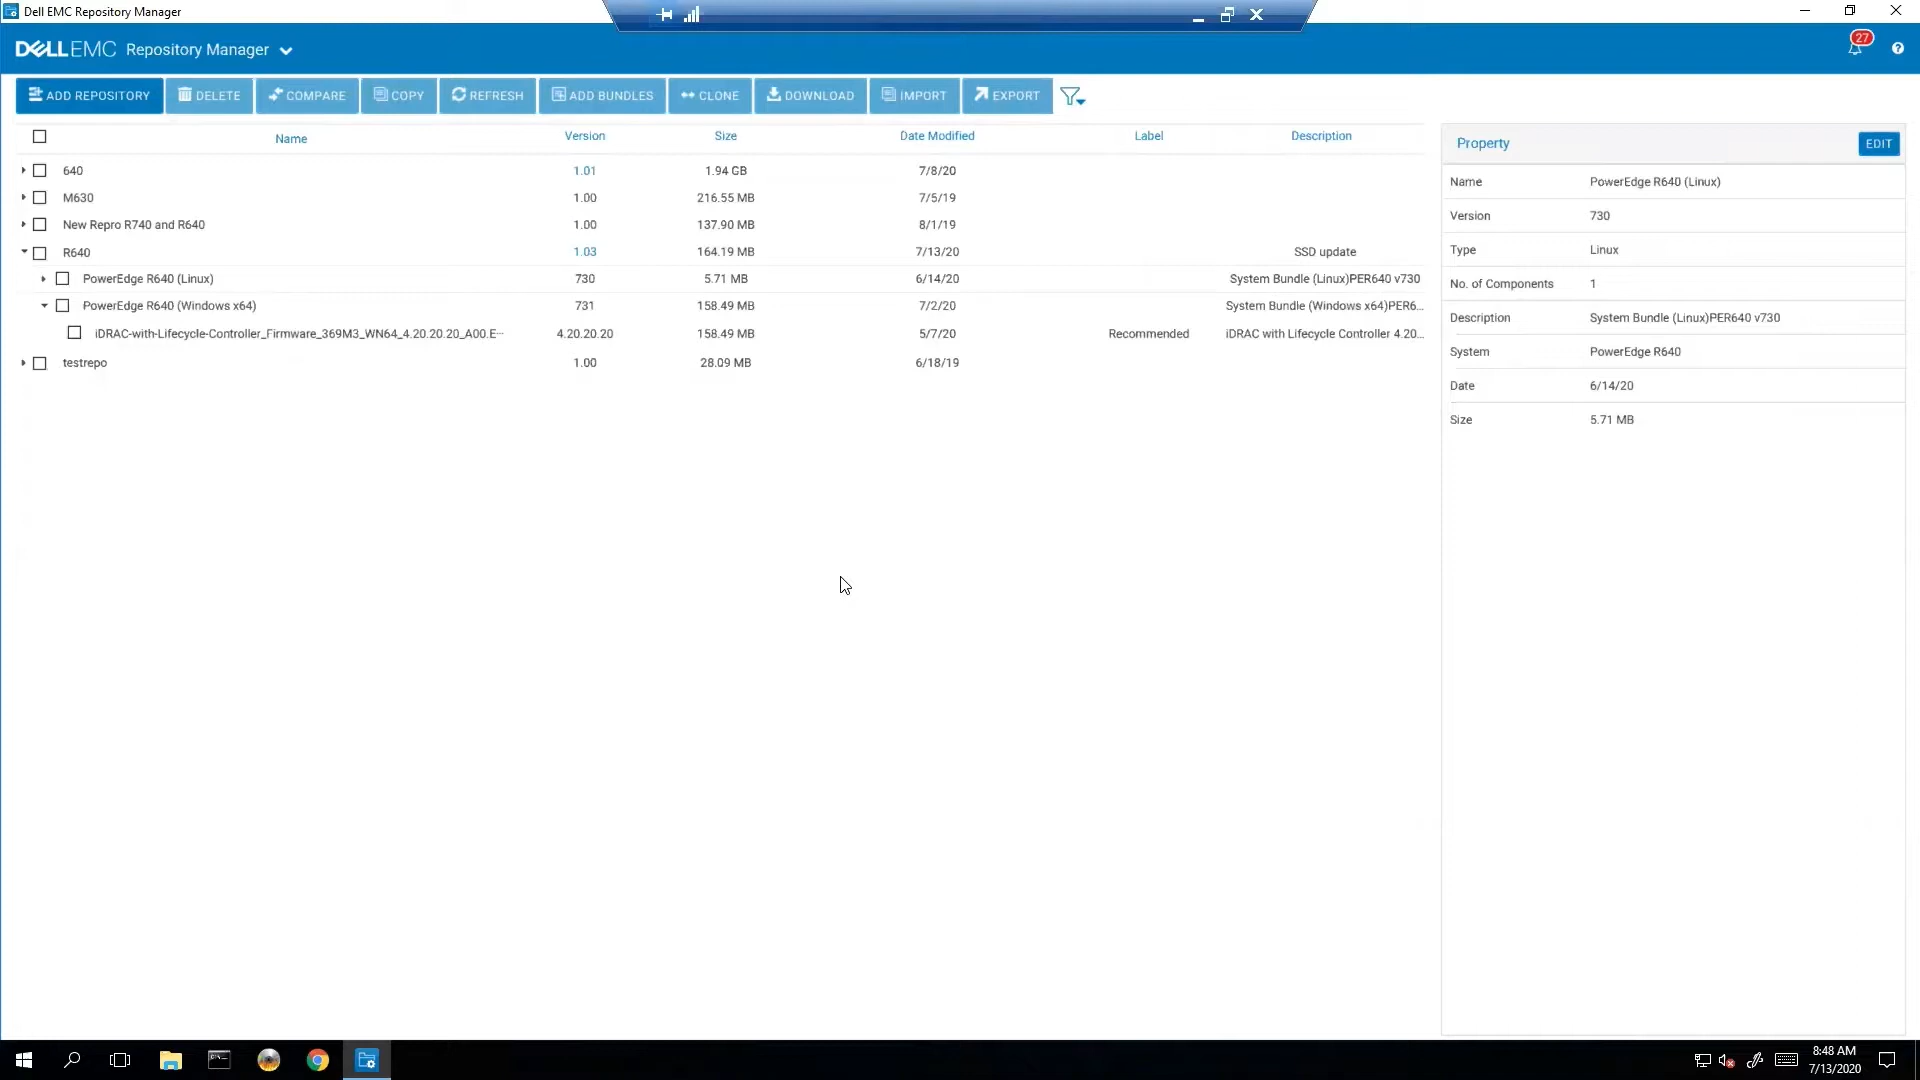 Dell EMC Repository Manager
DELLEMC Repository Manager
27
?
ADD REPOSITORY DELETE COMPARE COPY REFRESH ADD BUNDLES CLONE DOWNLOAD IMPORT EXPORT
Name Version Size Date Modified Label Description
640 1.01 1.94 GB 7/8/20
M630 1.00 216.55 MB 7/5/19
New Repro R740 and R640 1.00 137.90 MB 8/1/19
R640 1.03 164.19 MB 7/13/20 SSD update
PowerEdge R640 (Linux) 730 5.71 MB 6/14/20 System Bundle (Linux)PER640 v730
PowerEdge R640 (Windows x64) 731 158.49 MB 7/2/20 System Bundle (Windows x64)PER6...
iDRAC-with-Lifecycle-Controller_Firmware_369M3_WN64_4.20.20.20_A00.E... 4.20.20.20 158.49 MB 5/7/20 Recommended iDRAC with Lifecycle Controller 4.20...
testrepo 1.00 28.09 MB 6/18/19
Property EDIT
Name PowerEdge R640 (Linux)
Version 730
Type Linux
No. of Components 1
Description System Bundle (Linux)PER640 v730
System PowerEdge R640
Date 6/14/20
Size 5.71 MB
8:48 AM
7/13/2020